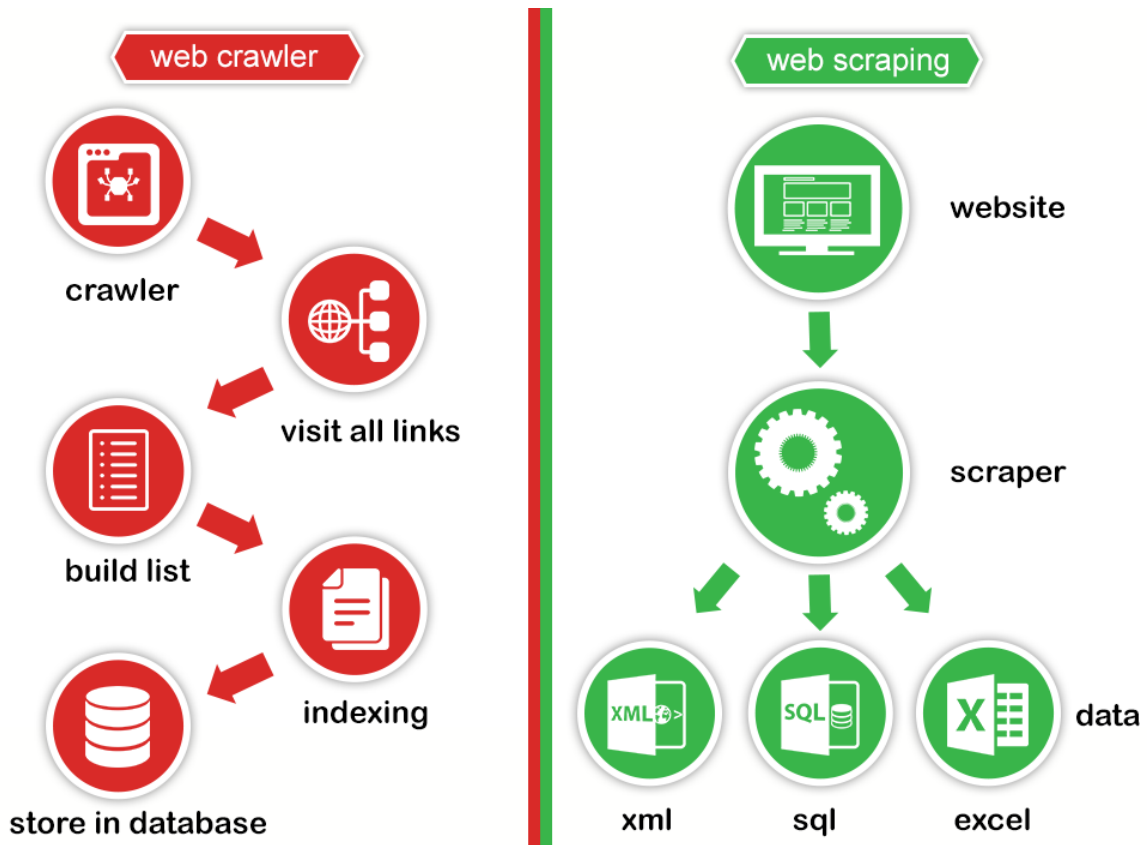 web crawler
crawler
visit all links
build list
indexing
store in database
web scraping
website
scraper
XML >
SQL
X
data
xml
sql
excel